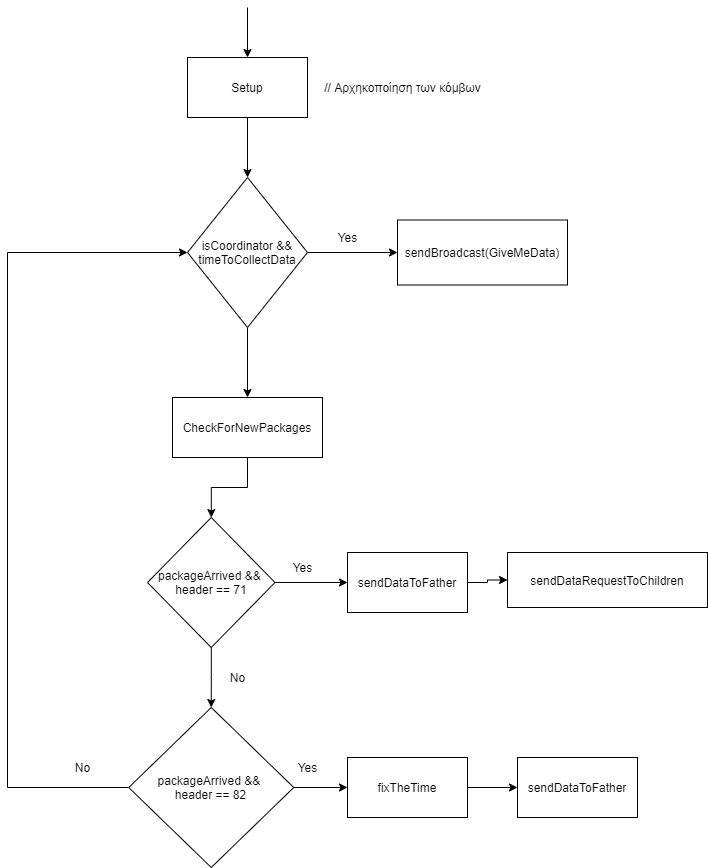 Setup
// Αρχηκοποίηση των κόμβων
isCoordinator &&
timeToCollectData
Yes
sendBroadcast(GiveMeData)
CheckForNewPackages
packageArrived &&
header == 71
Yes
sendDataToFather
sendDataRequestToChildren
No
packageArrived &&
header == 82
No
Yes
fixTheTime
sendDataToFather